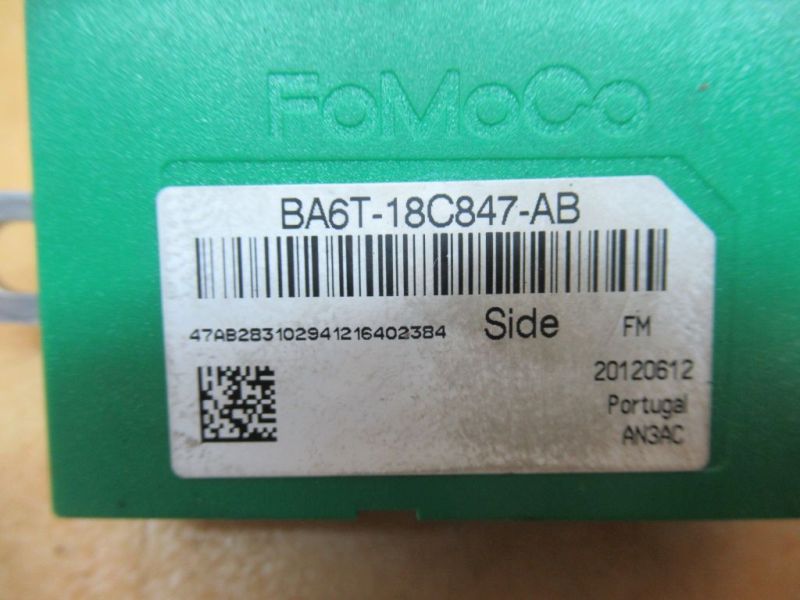 FoMoCo
BA6T-18C847-AB
47AB2B3102941216402384 Side FM
20120612
Portugal
AN3AC